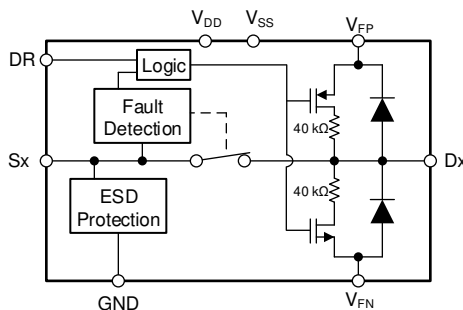 V_DD V_SS V_FP
DR
Logic
Fault
Detection
40 kΩ
Sx
Dx
40 kΩ
ESD
Protection
GND
V_FN